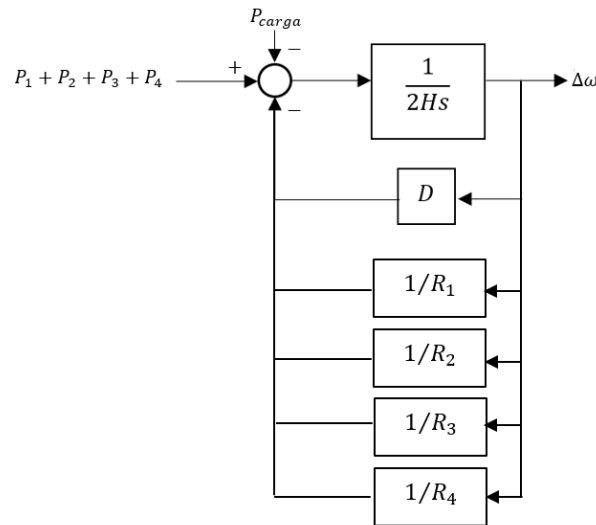 P_carga
−
P_1 + P_2 + P_3 + P_4
+
−
1
2Hs
Δω
D
1/R_1
1/R_2
1/R_3
1/R_4